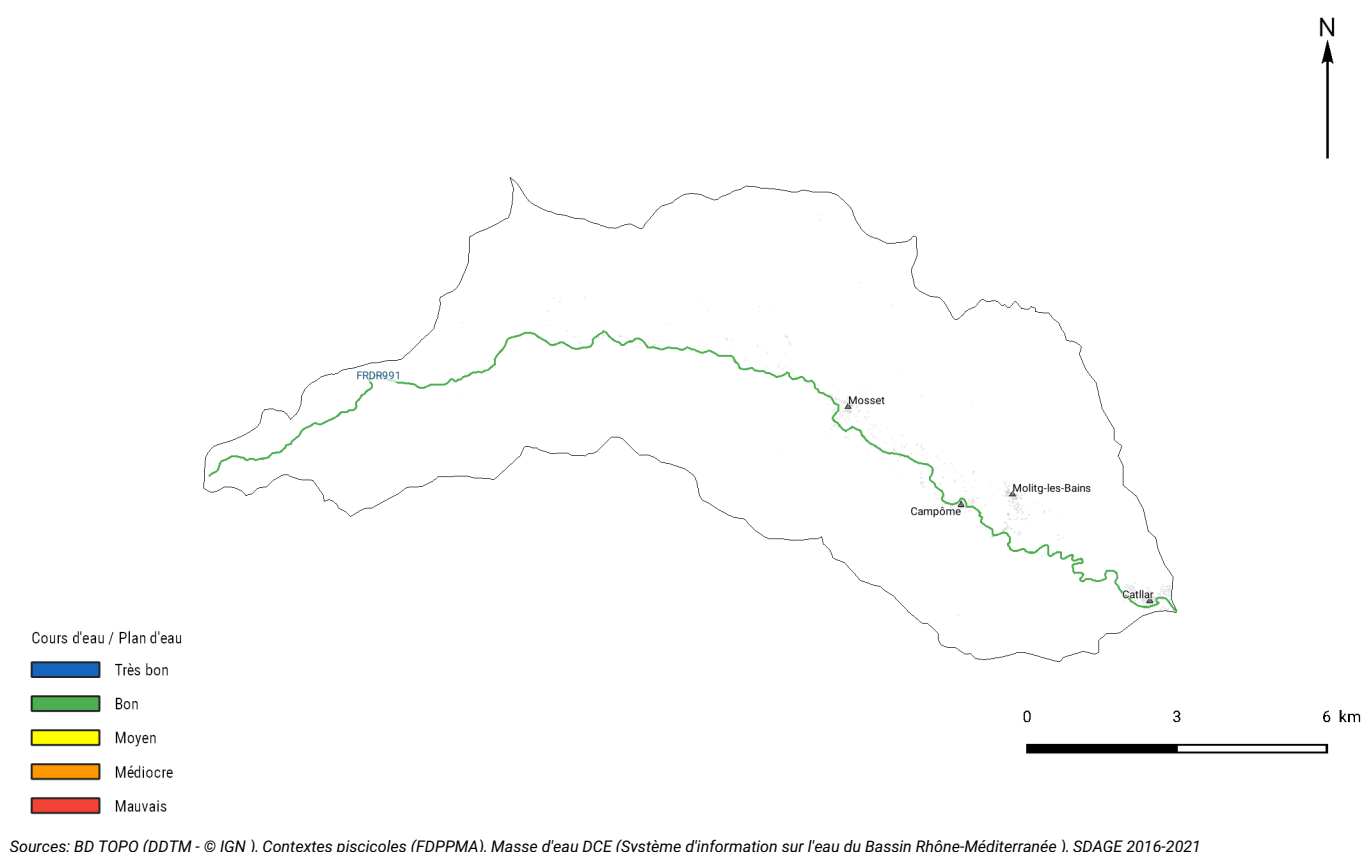 N
FRDR991
Mosset
Molitg-les-Bains
Campôme
Catllar
Cours d'eau / Plan d'eau
Très bon
Bon
Moyen
Médiocre
Mauvais
0 3 6 km
Sources: BD TOPO (DDTM - © IGN ), Contextes piscicoles (FDPPMA), Masse d'eau DCE (Système d'information sur l'eau du Bassin Rhône-Méditerranée ), SDAGE 2016-2021